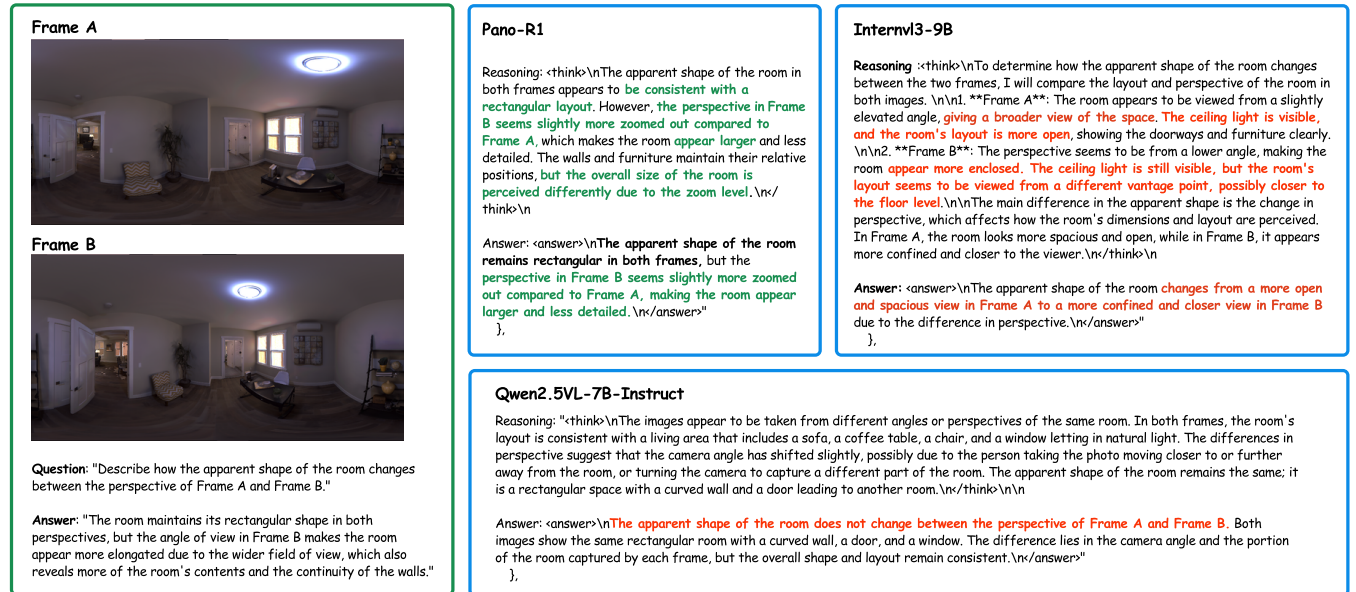 Frame A
Frame B
Question: "Describe how the apparent shape of the room changes
between the perspective of Frame A and Frame B."
Answer: "The room maintains its rectangular shape in both
perspectives, but the angle of view in Frame B makes the room
appear more elongated due to the wider field of view, which also
reveals more of the room's contents and the continuity of the walls."
Pano-R1
Reasoning: <think>\nThe apparent shape of the room in
both frames appears to be consistent with a
rectangular layout. However, the perspective in Frame
B seems slightly more zoomed out compared to
Frame A, which makes the room appear larger and less
detailed. The walls and furniture maintain their relative
positions, but the overall size of the room is
perceived differently due to the zoom level.\n</
think>\n
Answer: <answer>\nThe apparent shape of the room
remains rectangular in both frames, but the
perspective in Frame B seems slightly more zoomed
out compared to Frame A, making the room appear
larger and less detailed.\n</answer>"
},
Internvl3-9B
Reasoning :<think>\nTo determine how the apparent shape of the room changes
between the two frames, I will compare the layout and perspective of the room in
both images. \n\n1. **Frame A**: The room appears to be viewed from a slightly
elevated angle, giving a broader view of the space. The ceiling light is visible,
and the room's layout is more open, showing the doorways and furniture clearly.
\n\n2. **Frame B**: The perspective seems to be from a lower angle, making the
room appear more enclosed. The ceiling light is still visible, but the room's
layout seems to be viewed from a different vantage point, possibly closer to
the floor level.\n\nThe main difference in the apparent shape is the change in
perspective, which affects how the room's dimensions and layout are perceived.
In Frame A, the room looks more spacious and open, while in Frame B, it appears
more confined and closer to the viewer.\n</think>\n
Answer: <answer>\nThe apparent shape of the room changes from a more open
and spacious view in Frame A to a more confined and closer view in Frame B
due to the difference in perspective.\n</answer>"
},
Qwen2.5VL-7B-Instruct
Reasoning: "<think>\nThe images appear to be taken from different angles or perspectives of the same room. In both frames, the room's
layout is consistent with a living area that includes a sofa, a coffee table, a chair, and a window letting in natural light. The differences in
perspective suggest that the camera angle has shifted slightly, possibly due to the person taking the photo moving closer to or further
away from the room, or turning the camera to capture a different part of the room. The apparent shape of the room remains the same; it
is a rectangular space with a curved wall and a door leading to another room.\n</think>\n\n
Answer: <answer>\nThe apparent shape of the room does not change between the perspective of Frame A and Frame B. Both
images show the same rectangular room with a curved wall, a door, and a window. The difference lies in the camera angle and the portion
of the room captured by each frame, but the overall shape and layout remain consistent.\n</answer>"
},